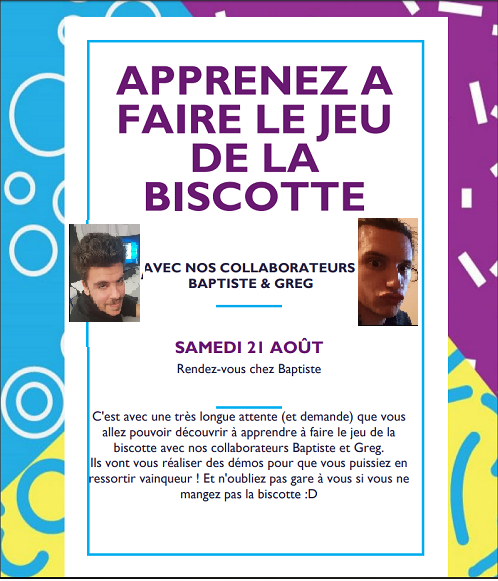 APPRENEZ A
FAIRE LE JEU
DE LA
BISCOTTE
AVEC NOS COLLABORATEURS
BAPTISTE & GREG
SAMEDI 21 AOÛT
Rendez-vous chez Baptiste
C'est avec une très longue attente (et demande) que vous
allez pouvoir découvrir à apprendre à faire le jeu de la
biscotte avec nos collaborateurs Baptiste et Greg.
Ils vont vous réaliser des démos pour que vous puissiez en
ressortir vainqueur ! Et n'oubliez pas gare à vous si vous ne
mangez pas la biscotte :D